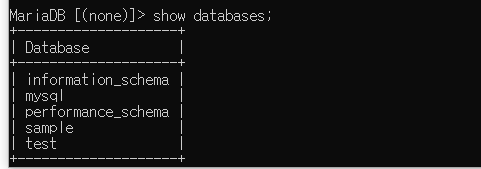 MariaDB [(none)]> show databases;
+--------------------+
| Database           |
+--------------------+
| information_schema |
| mysql              |
| performance_schema |
| sample             |
| test               |
+--------------------+